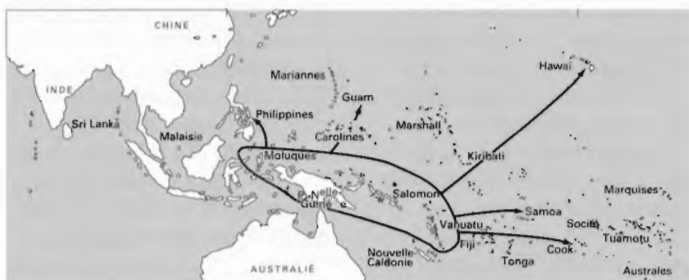 CHINE
INDE
Sri Lanka
Malaisie
Philippines
Mariannes
Guam
Carolines
Marshall
Hawaï
Kiribati
Moluques
P.-Nelle-
Guinée
Salomon
Marquises
Vanuatu
Samoa
Société
Tuamotu
Fiji
Cook
Tonga
Nouvelle
Calédonie
Australes
AUSTRALIE